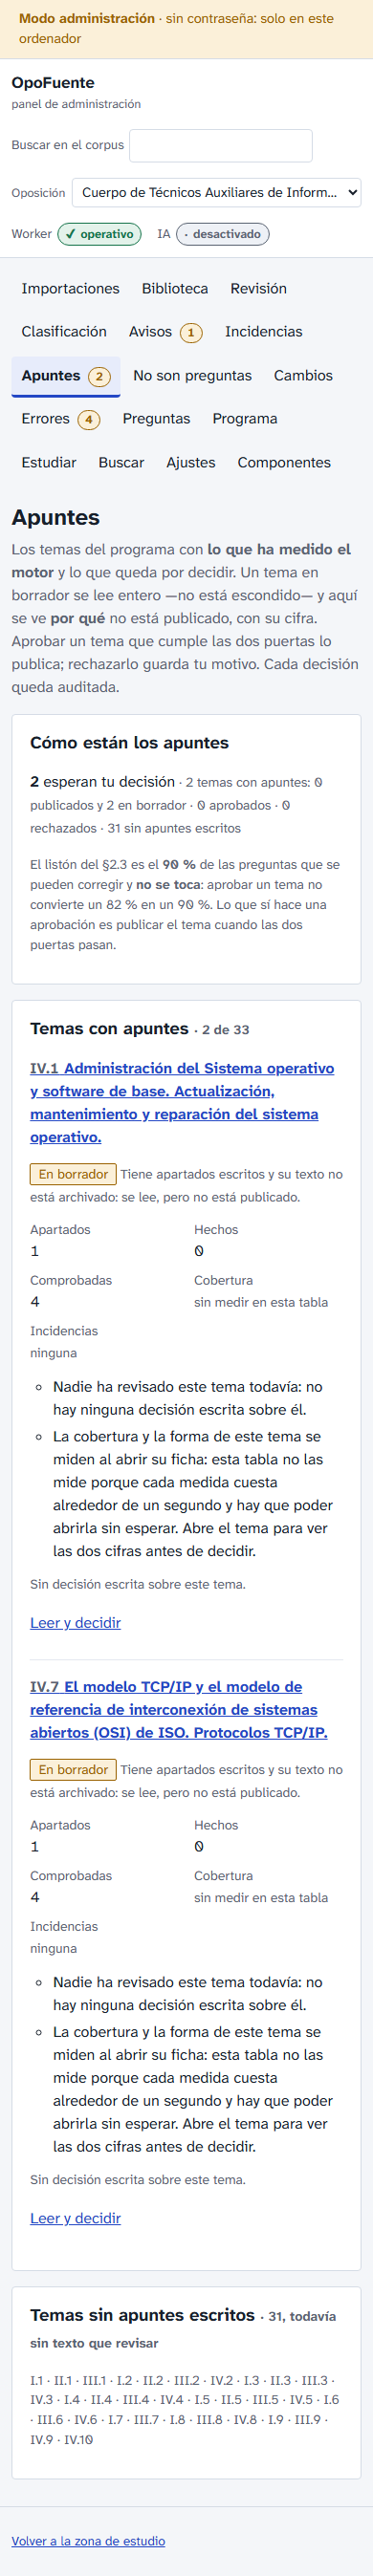 Modo administración · sin contraseña: solo en este
ordenador
OpoFuente
panel de administración
Buscar en el corpus
Oposición Cuerpo de Técnicos Auxiliares de Inform...
Worker ✓ operativo IA · desactivado
Importaciones Biblioteca Revisión
Clasificación Avisos 1 Incidencias
Apuntes 2 No son preguntas Cambios
Errores 4 Preguntas Programa
Estudiar Buscar Ajustes Componentes
Apuntes
Los temas del programa con lo que ha medido el
motor y lo que queda por decidir. Un tema en
borrador se lee entero —no está escondido— y aquí
se ve por qué no está publicado, con su cifra.
Aprobar un tema que cumple las dos puertas lo
publica; rechazarlo guarda tu motivo. Cada decisión
queda auditada.
Cómo están los apuntes
2 esperan tu decisión · 2 temas con apuntes: 0
publicados y 2 en borrador · 0 aprobados · 0
rechazados · 31 sin apuntes escritos
El listón del §2.3 es el 90 % de las preguntas que se
pueden corregir y no se toca: aprobar un tema no
convierte un 82 % en un 90 %. Lo que sí hace una
aprobación es publicar el tema cuando las dos
puertas pasan.
Temas con apuntes · 2 de 33
IV.1 Administración del Sistema operativo
y software de base. Actualización,
mantenimiento y reparación del sistema
operativo.
En borrador Tiene apartados escritos y su texto no
está archivado: se lee, pero no está publicado.
Apartados Hechos
1 0
Comprobadas Cobertura
4 sin medir en esta tabla
Incidencias
ninguna
◦ Nadie ha revisado este tema todavía: no
hay ninguna decisión escrita sobre él.
◦ La cobertura y la forma de este tema se
miden al abrir su ficha: esta tabla no las
mide porque cada medida cuesta
alrededor de un segundo y hay que poder
abrirla sin esperar. Abre el tema para ver
las dos cifras antes de decidir.
Sin decisión escrita sobre este tema.
Leer y decidir
IV.7 El modelo TCP/IP y el modelo de
referencia de interconexión de sistemas
abiertos (OSI) de ISO. Protocolos TCP/IP.
En borrador Tiene apartados escritos y su texto no
está archivado: se lee, pero no está publicado.
Apartados Hechos
1 0
Comprobadas Cobertura
4 sin medir en esta tabla
Incidencias
ninguna
◦ Nadie ha revisado este tema todavía: no
hay ninguna decisión escrita sobre él.
◦ La cobertura y la forma de este tema se
miden al abrir su ficha: esta tabla no las
mide porque cada medida cuesta
alrededor de un segundo y hay que poder
abrirla sin esperar. Abre el tema para ver
las dos cifras antes de decidir.
Sin decisión escrita sobre este tema.
Leer y decidir
Temas sin apuntes escritos · 31, todavía
sin texto que revisar
I.1 · II.1 · III.1 · I.2 · II.2 · III.2 · IV.2 · I.3 · II.3 · III.3 ·
IV.3 · I.4 · II.4 · III.4 · IV.4 · I.5 · II.5 · III.5 · IV.5 · I.6
· III.6 · IV.6 · I.7 · III.7 · I.8 · III.8 · IV.8 · I.9 · III.9 ·
IV.9 · IV.10
Volver a la zona de estudio